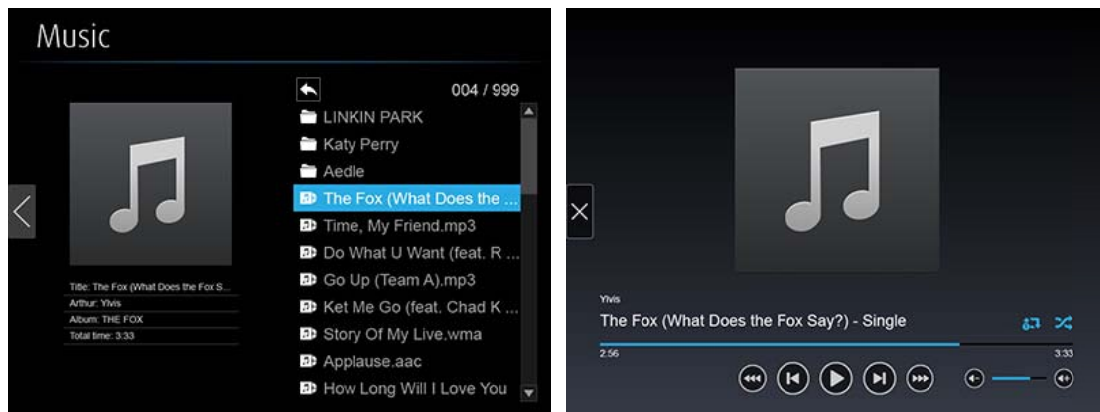 Music
004 / 999
LINKIN PARK
Katy Perry
Aedle
The Fox (What Does the ...
Time, My Friend.mp3
Do What U Want (feat. R ...
Go Up (Team A).mp3
Ket Me Go (feat. Chad K ...
Story Of My Live.wma
Applause.aac
How Long Will I Love You
Title: The Fox (What Does the Fox S...
Arthur: Ylvis
Album: THE FOX
Total time: 3:33
Ylvis
The Fox (What Does the Fox Say?) - Single
2:56
3:33